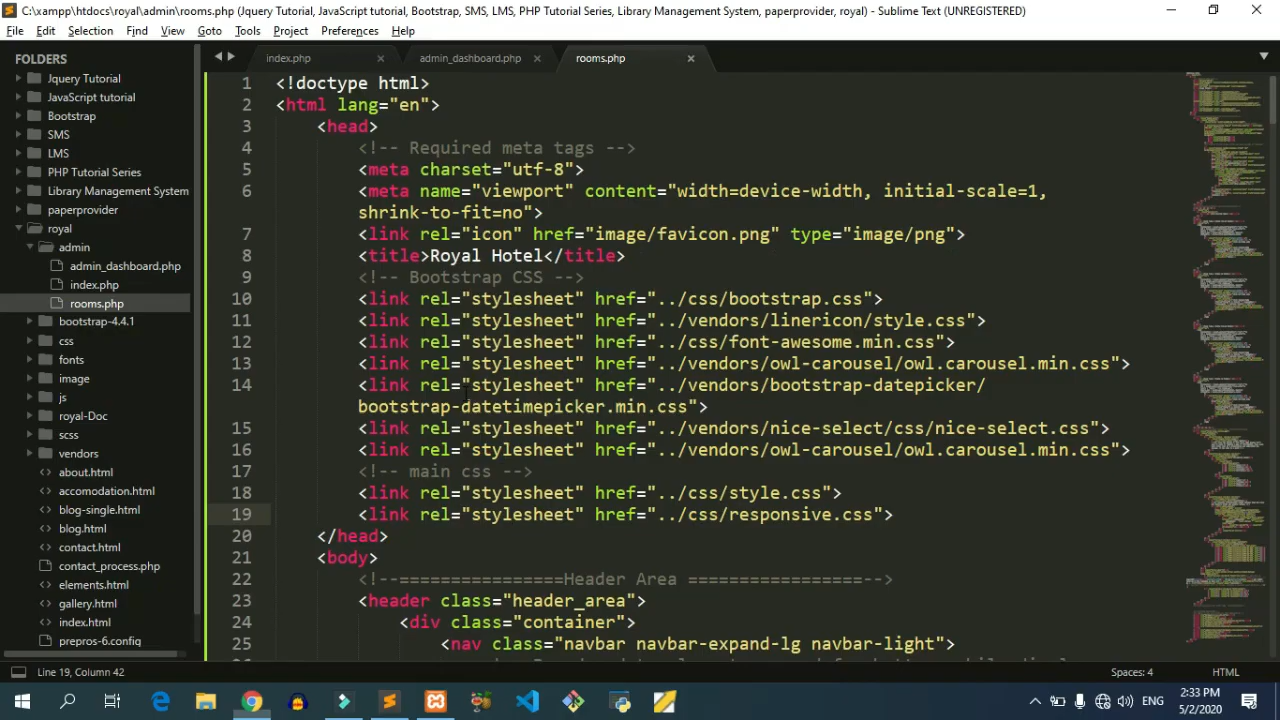 C:\xampp\htdocs\royal\admin\rooms.php (Jquery Tutorial, JavaScript tutorial, Bootstrap, SMS, LMS, PHP Tutorial Series, Library Management System, paperprovider, royal) - Sublime Text (UNREGISTERED)
File Edit Selection Find View Goto Tools Project Preferences Help
FOLDERS
Jquery Tutorial
JavaScript tutorial
Bootstrap
SMS
LMS
PHP Tutorial Series
Library Management System
paperprovider
royal
admin
admin_dashboard.php
index.php
rooms.php
bootstrap-4.4.1
css
fonts
image
js
royal-Doc
scss
vendors
about.html
accomodation.html
blog-single.html
blog.html
contact.html
contact_process.php
elements.html
gallery.html
index.html
prepros-6.config
index.php admin_dashboard.php rooms.php
1 <!doctype html>
2 <html lang="en">
3 <head>
4 <!-- Required meta tags -->
5 <meta charset="utf-8">
6 <meta name="viewport" content="width=device-width, initial-scale=1,
shrink-to-fit=no">
7 <link rel="icon" href="image/favicon.png" type="image/png">
8 <title>Royal Hotel</title>
9 <!-- Bootstrap CSS -->
10 <link rel="stylesheet" href="../css/bootstrap.css">
11 <link rel="stylesheet" href="../vendors/linericon/style.css">
12 <link rel="stylesheet" href="../css/font-awesome.min.css">
13 <link rel="stylesheet" href="../vendors/owl-carousel/owl.carousel.min.css">
14 <link rel="stylesheet" href="../vendors/bootstrap-datepicker/
bootstrap-datetimepicker.min.css">
15 <link rel="stylesheet" href="../vendors/nice-select/css/nice-select.css">
16 <link rel="stylesheet" href="../vendors/owl-carousel/owl.carousel.min.css">
17 <!-- main css -->
18 <link rel="stylesheet" href="../css/style.css">
19 <link rel="stylesheet" href="../css/responsive.css">
20 </head>
21 <body>
22 <!--================Header Area =================-->
23 <header class="header_area">
24 <div class="container">
25 <nav class="navbar navbar-expand-lg navbar-light">
Line 19, Column 42 Spaces: 4 HTML
ENG 2:33 PM
5/2/2020